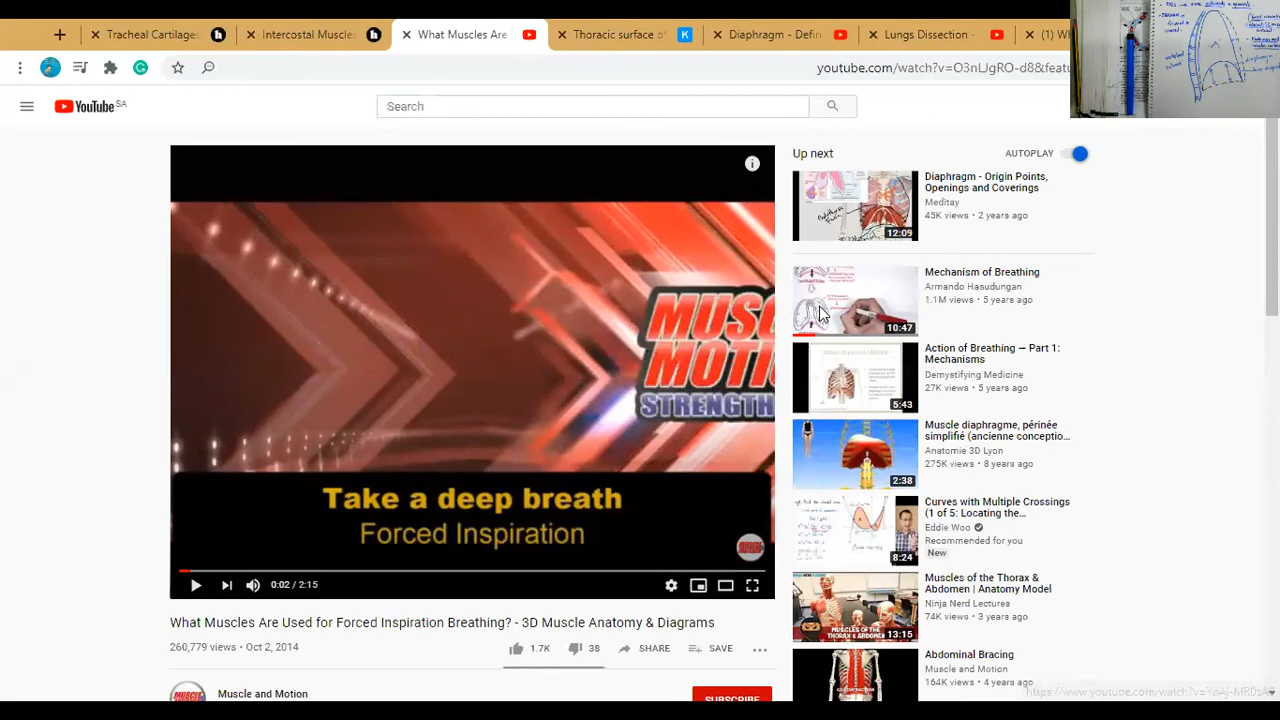 Tracheal Cartilages
Intercostal Muscles
What Muscles Are
Thoracic surface of
Diaphragm - Defin
Lungs Dissection -
youtube.com/watch?v=O3nLJgRO-d8&featu
YouTube SA
Search
MUSC
MOTI
STRENGTH
Take a deep breath
Forced Inspiration
0:02 / 2:15
What Muscles Are Used for Forced Inspiration Breathing? - 3D Muscle Anatomy & Diagrams
260,779 views • Oct 2, 2014
1.7K
38
SHARE
SAVE
Muscle and Motion
SUBSCRIBE
Up next
AUTOPLAY
12:09
Diaphragm - Origin Points,
Openings and Coverings
Meditay
45K views • 2 years ago
10:47
Mechanism of Breathing
Armando Hasudungan
1.1M views • 5 years ago
5:43
Action of Breathing — Part 1:
Mechanisms
Demystifying Medicine
27K views • 5 years ago
2:38
Muscle diaphragme, périnée
simplifié (ancienne conceptio...
Anatomie 3D Lyon
275K views • 8 years ago
8:24
Curves with Multiple Crossings
(1 of 5: Locating the...
Eddie Woo
Recommended for you
New
13:15
Muscles of the Thorax &
Abdomen | Anatomy Model
Ninja Nerd Lectures
74K views • 3 years ago
Abdominal Bracing
Muscle and Motion
164K views • 4 years ago